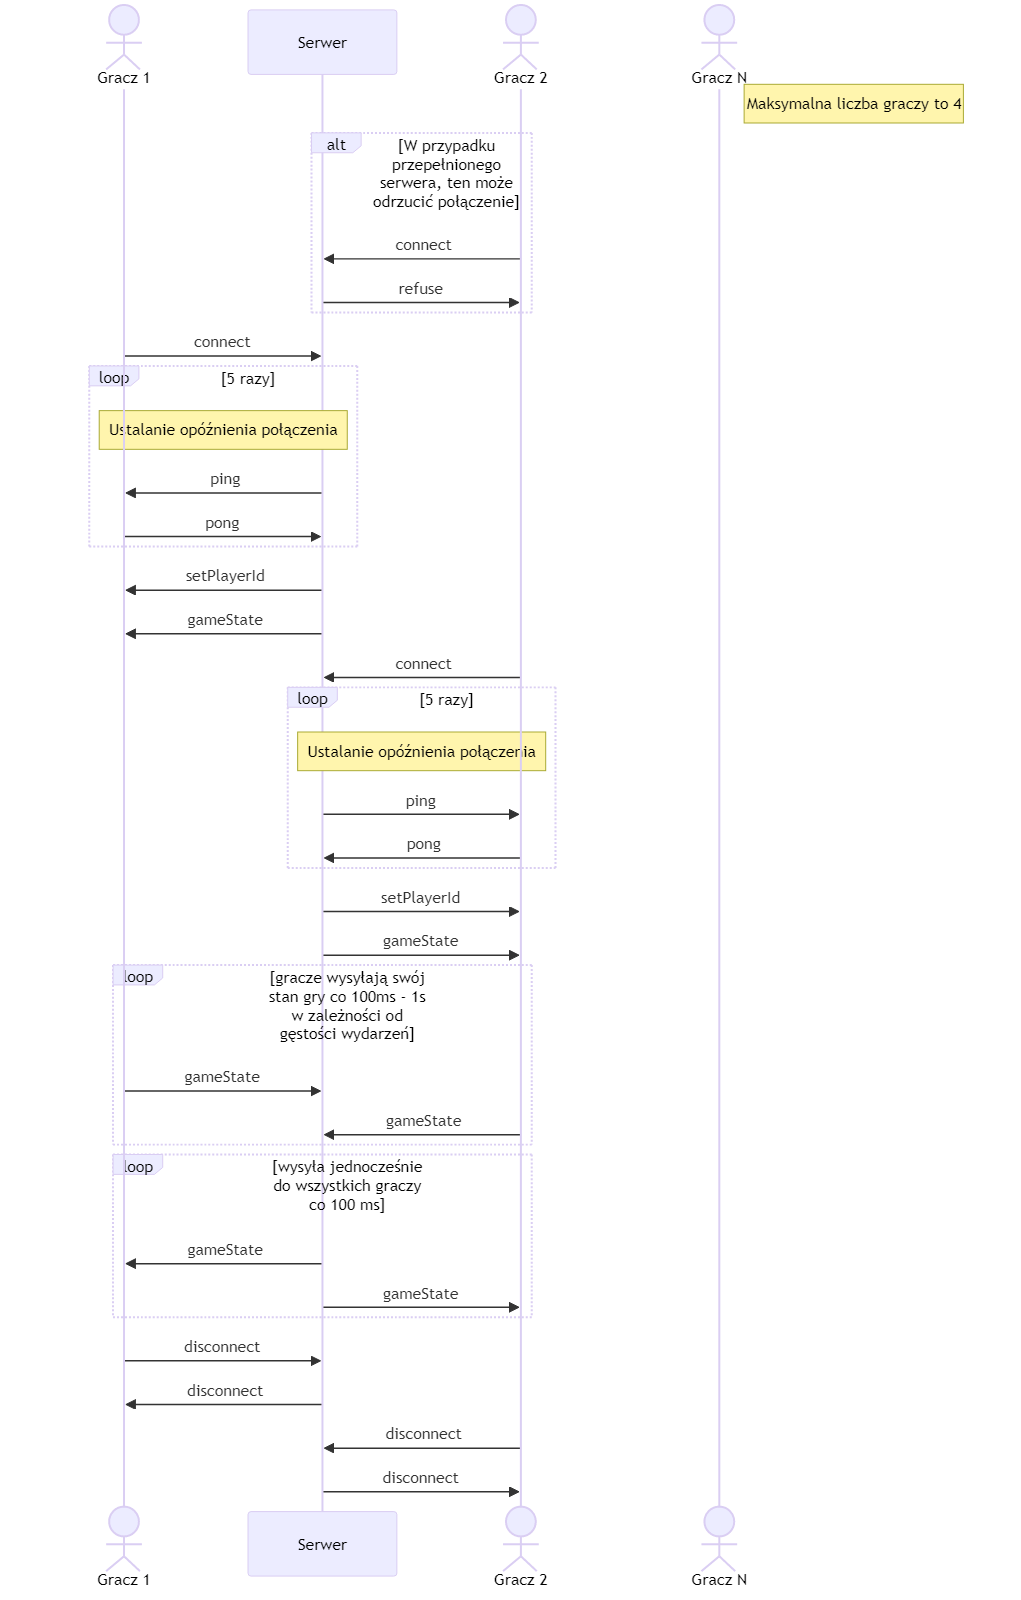 Gracz 1
Serwer
Gracz 2
Gracz N
Maksymalna liczba graczy to 4
alt
[W przypadku
przepełnionego
serwera, ten może
odrzucić połączenie]
connect
refuse
connect
loop
[5 razy]
Ustalanie opóźnienia połączenia
ping
pong
setPlayerId
gameState
connect
loop
[5 razy]
Ustalanie opóźnienia połączenia
ping
pong
setPlayerId
gameState
loop
[gracze wysyłają swój
stan gry co 100ms - 1s
w zależności od
gęstości wydarzeń]
gameState
gameState
loop
[wysyła jednocześnie
do wszystkich graczy
co 100 ms]
gameState
gameState
disconnect
disconnect
disconnect
disconnect
Gracz 1
Serwer
Gracz 2
Gracz N